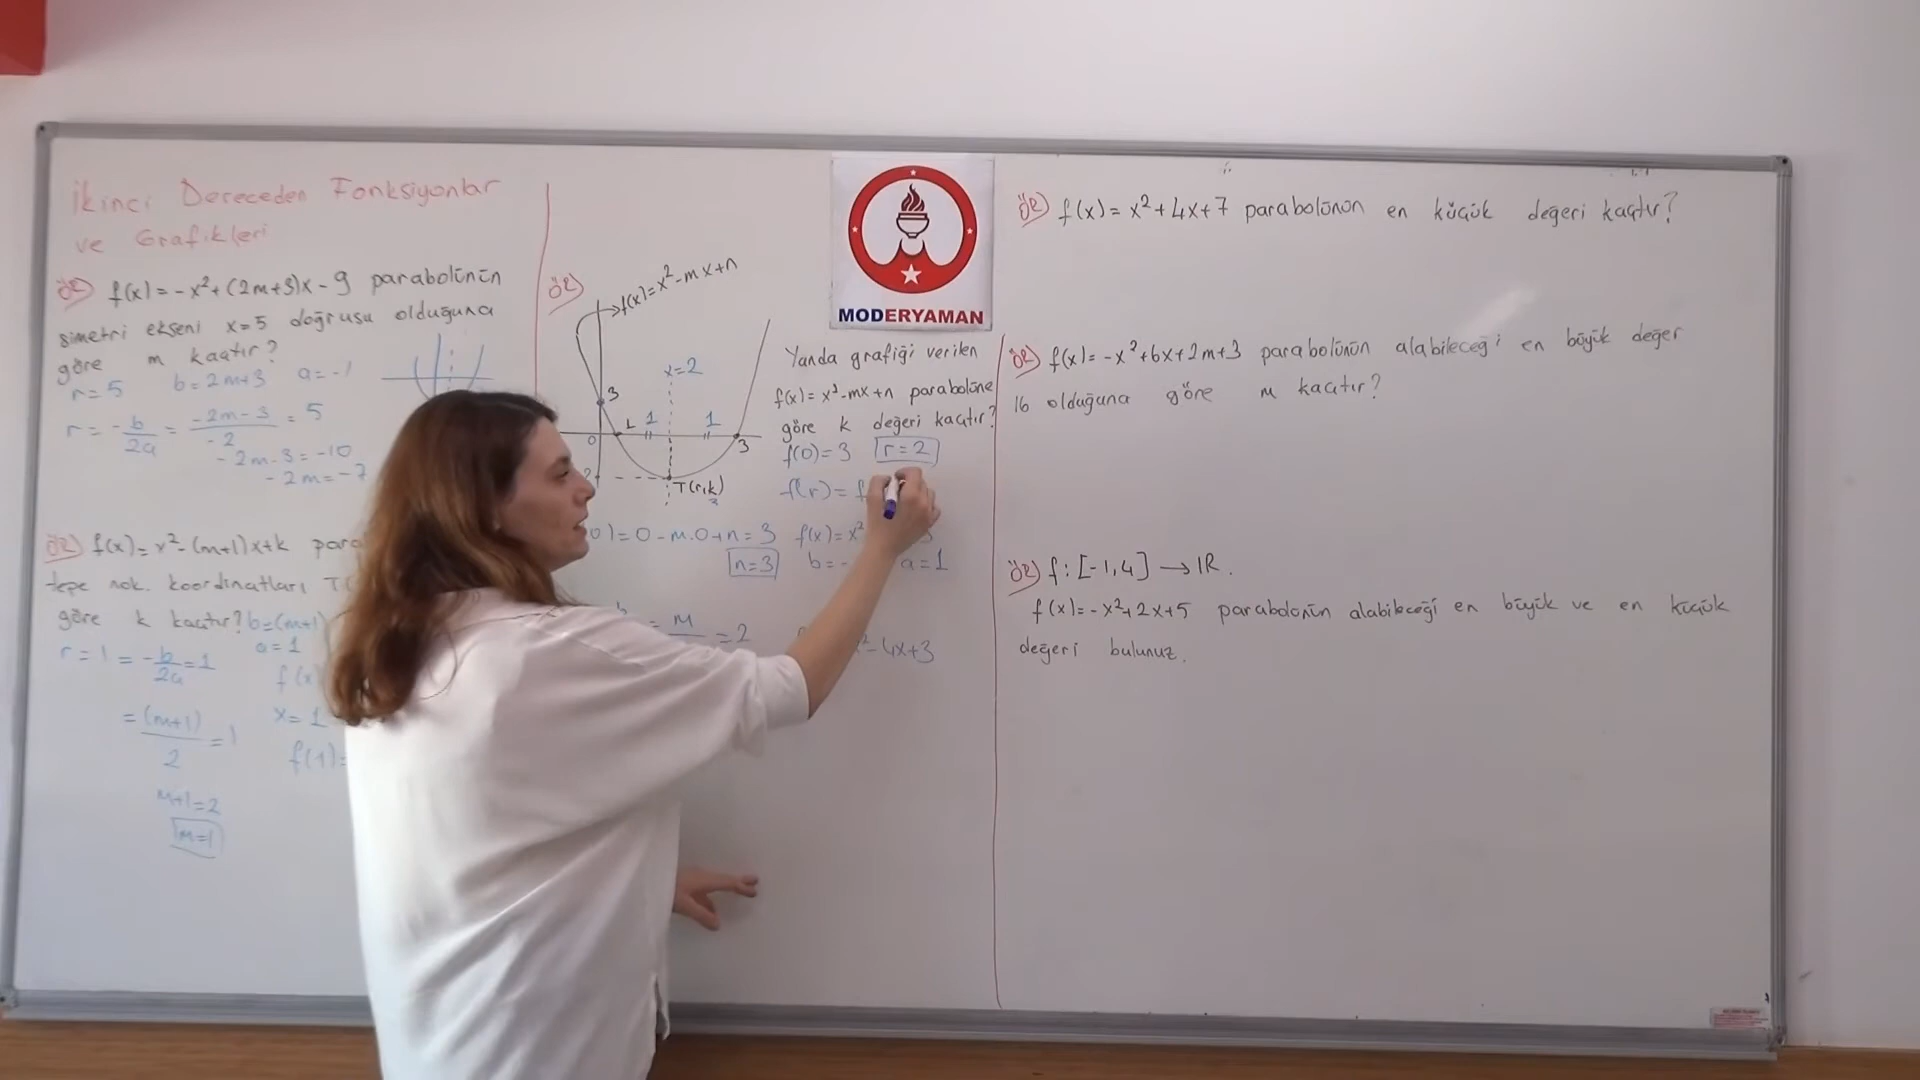 İkinci Dereceden Fonksiyonlar
ve Grafikleri
ÖR) f(x)=-x²+(2m+3)x-9 parabolünün
simetri ekseni x=5 doğrusu olduğuna
göre m kaçtır?
r=5 b=2m+3 a=-1
r=-b/2a = -2m-3/-2 = 5
-2m-3=-10
-2m=-7
ÖR) f(x)=x²-(m+1)x+k
tepe nok. koordinatları
göre k kaçtır? b=(m+1)
a=1
r=1=-b/2a=1
=(m+1)/2=1
x=1
f(1)=
m+1=2
m=1
ÖR)
f(x)=x²-mx+n
x=2
3
1 1 1
0 3
T(r,k)
Yanda grafiği verilen
f(x)=x²-mx+n parabolüne
göre k değeri kaçtır?
f(0)=3 r=2
f(r)=
0)=0-m.0+n=3 f(x)=x²
n=3 b=- a=1
=m =2
-4x+3
MODERYAMAN
ÖR) f(x)=x²+4x+7 parabolünün en küçük değeri kaçtır?
ÖR) f(x)=-x²+6x+2m+3 parabolünün alabileceği en büyük değer
16 olduğuna göre m kaçtır?
ÖR) f:[-1,4]→IR.
f(x)=-x²+2x+5 parabolünün alabileceği en büyük ve en küçük
değeri bulunuz.